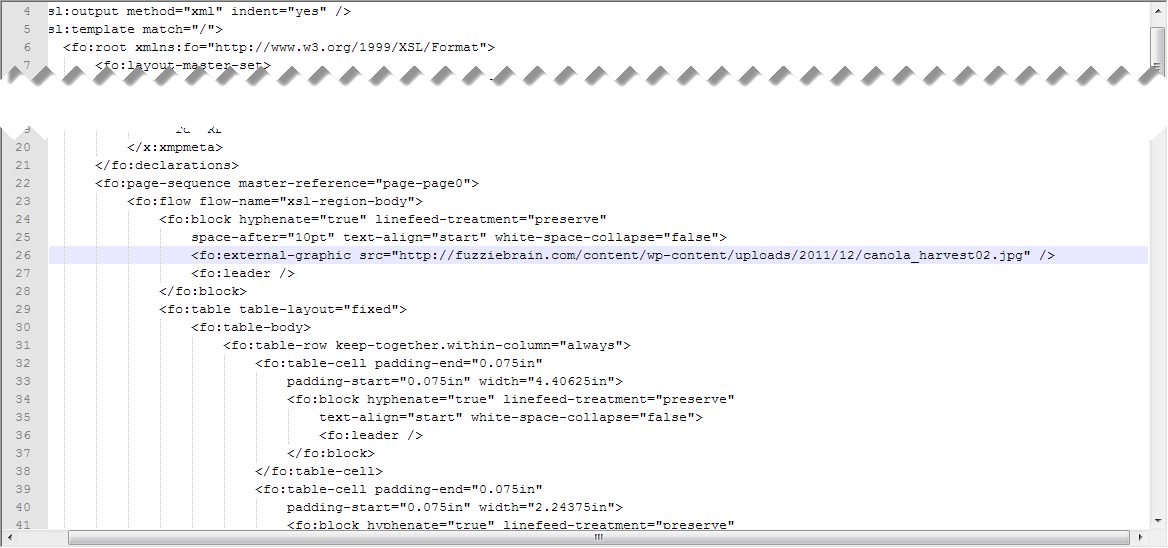 4 sl:output method="xml" indent="yes" />
5 sl:template match="/">
6 <fo:root xmlns:fo="http://www.w3.org/1999/XSL/Format">
7 <fo:layout-master-set>
20 </x:xmpmeta>
21 </fo:declarations>
22 <fo:page-sequence master-reference="page-page0">
23 <fo:flow flow-name="xsl-region-body">
24 <fo:block hyphenate="true" linefeed-treatment="preserve"
25 space-after="10pt" text-align="start" white-space-collapse="false">
26 <fo:external-graphic src="http://fuzziebrain.com/content/wp-content/uploads/2011/12/canola_harvest02.jpg" />
27 <fo:leader />
28 </fo:block>
29 <fo:table table-layout="fixed">
30 <fo:table-body>
31 <fo:table-row keep-together.within-column="always">
32 <fo:table-cell padding-end="0.075in"
33 padding-start="0.075in" width="4.40625in">
34 <fo:block hyphenate="true" linefeed-treatment="preserve"
35 text-align="start" white-space-collapse="false">
36 <fo:leader />
37 </fo:block>
38 </fo:table-cell>
39 <fo:table-cell padding-end="0.075in"
40 padding-start="0.075in" width="2.24375in">
41 <fo:block hyphenate="true" linefeed-treatment="preserve"